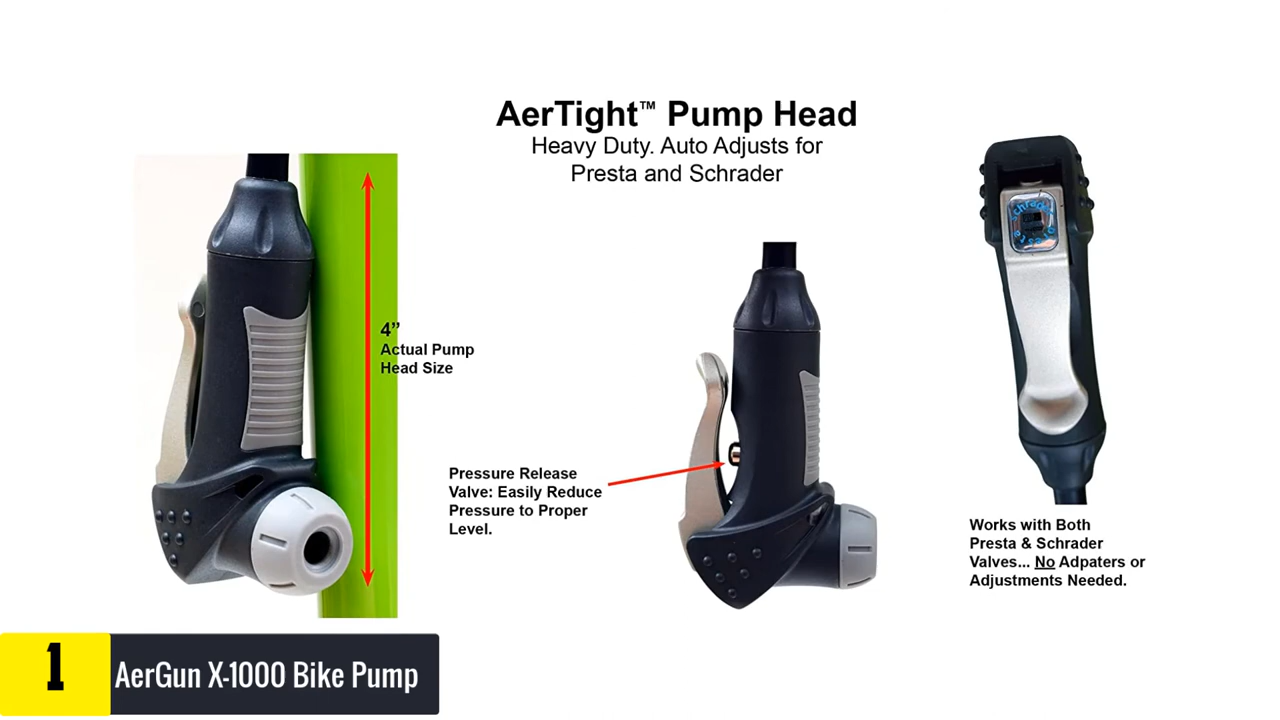 AerTight™ Pump Head
Heavy Duty. Auto Adjusts for
Presta and Schrader
4”
Actual Pump
Head Size
Pressure Release
Valve: Easily Reduce
Pressure to Proper
Level.
Schrader
Presta
Works with Both
Presta & Schrader
Valves... No Adpaters or
Adjustments Needed.
1
AerGun X-1000 Bike Pump